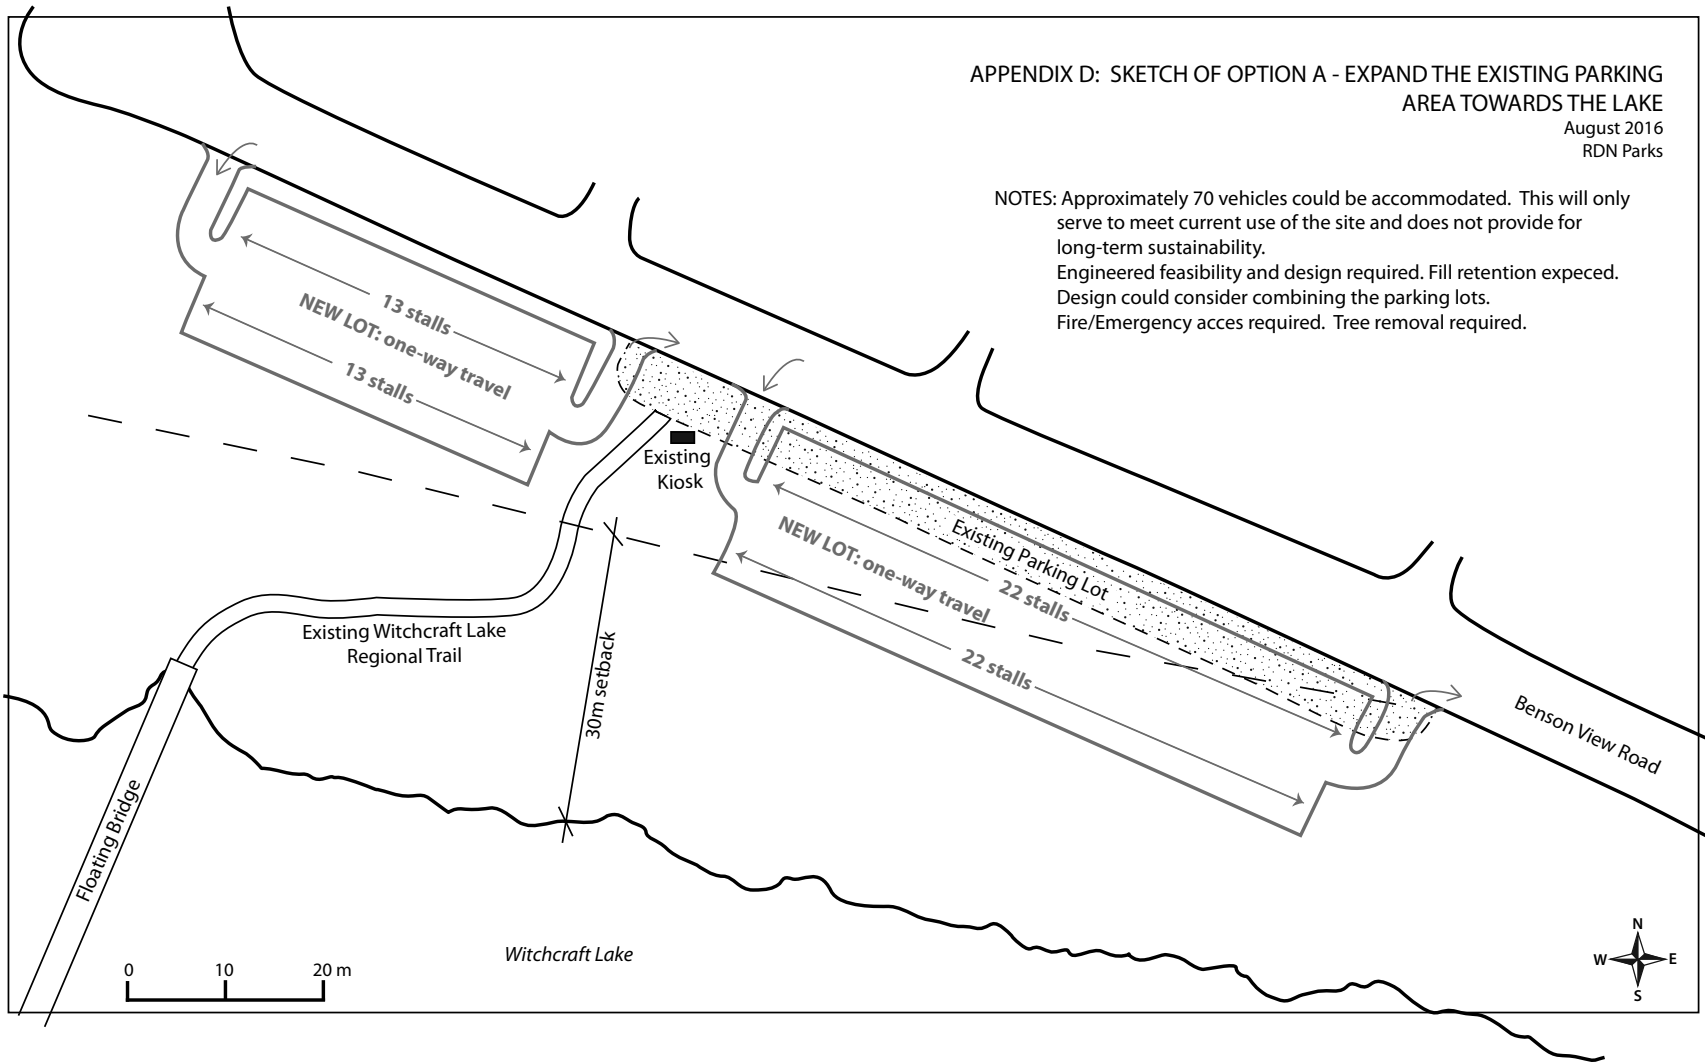 APPENDIX D: SKETCH OF OPTION A - EXPAND THE EXISTING PARKING
AREA TOWARDS THE LAKE
August 2016
RDN Parks
NOTES: Approximately 70 vehicles could be accommodated. This will only
serve to meet current use of the site and does not provide for
long-term sustainability.
Engineered feasibility and design required. Fill retention expeced.
Design could consider combining the parking lots.
Fire/Emergency acces required. Tree removal required.
13 stalls
NEW LOT: one-way travel
13 stalls
Existing
Kiosk
Existing Parking Lot
NEW LOT: one-way travel
22 stalls
22 stalls
Benson View Road
Existing Witchcraft Lake
Regional Trail
30m setback
Floating Bridge
Witchcraft Lake
0 10 20 m
N
W E
S